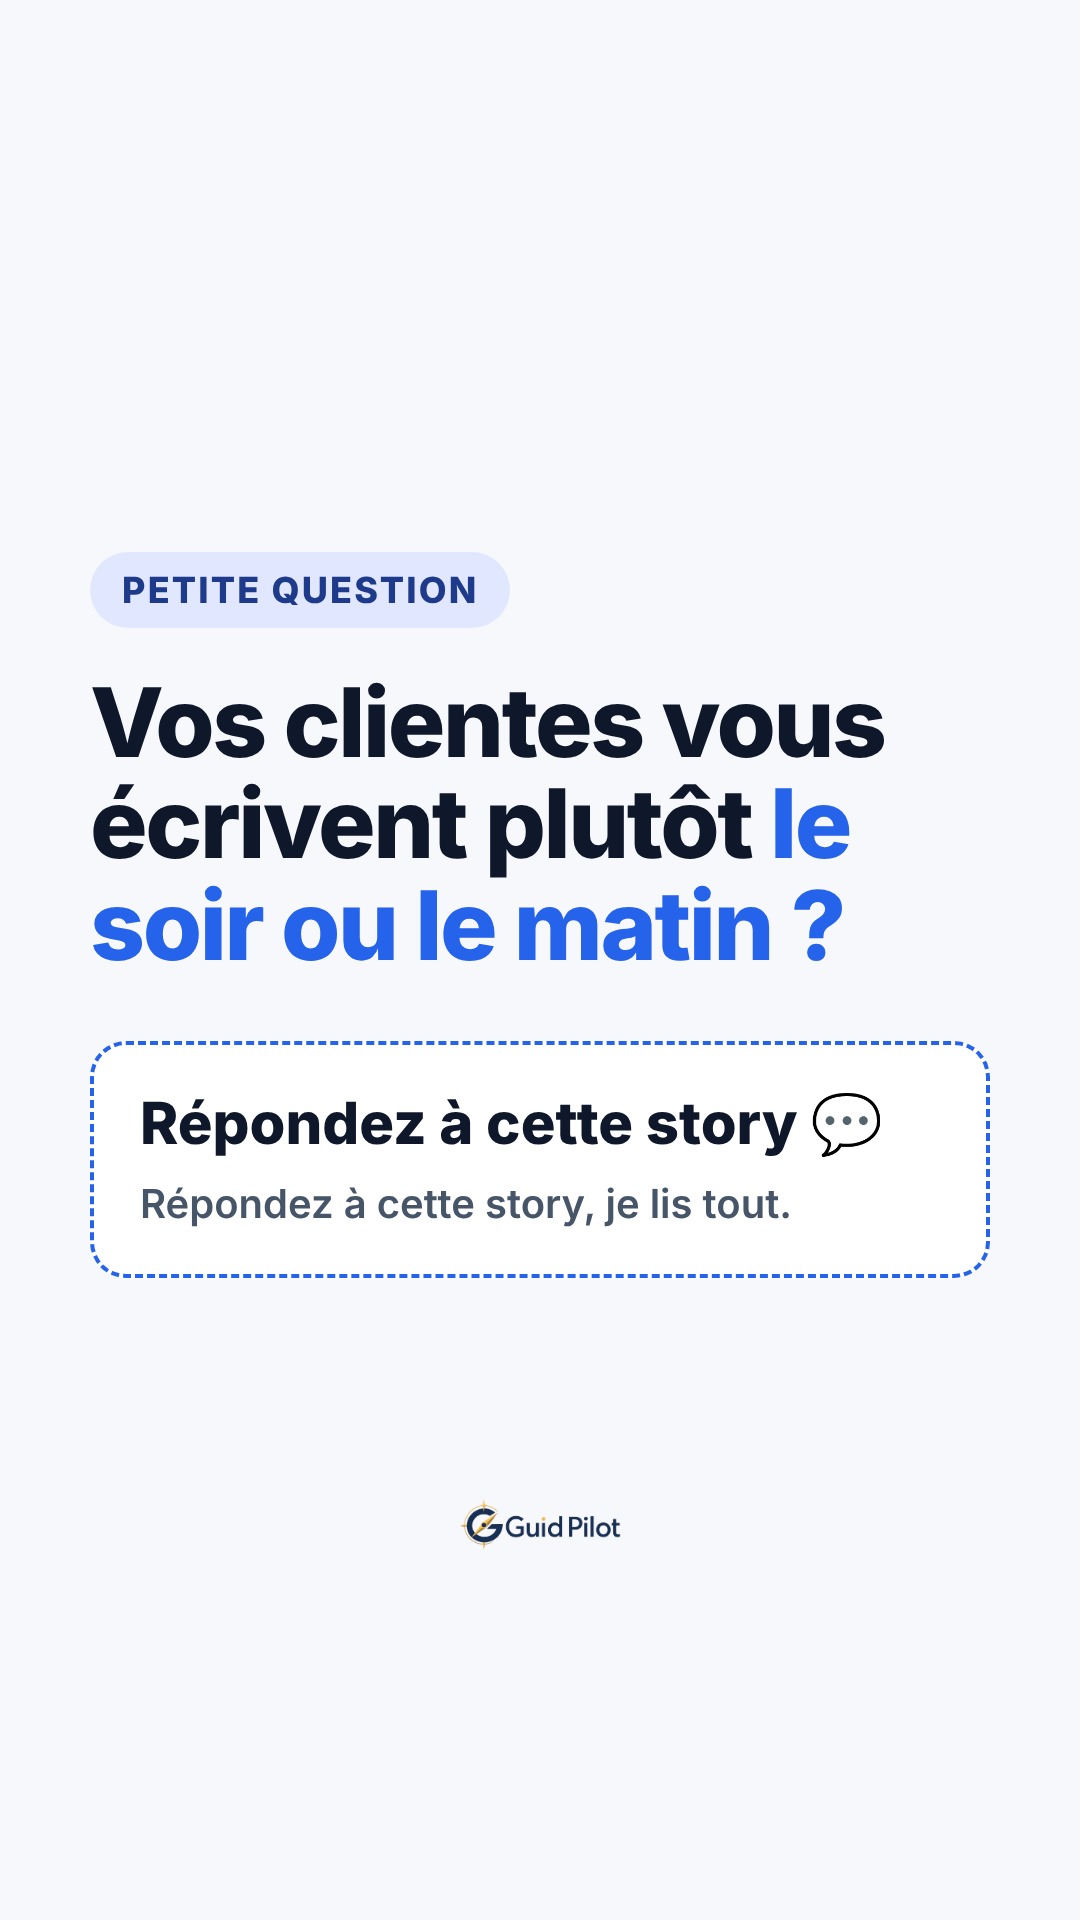 PETITE QUESTION
Vos clientes vous
écrivent plutôt le
soir ou le matin ?
Répondez à cette story 💬
Répondez à cette story, je lis tout.
Guid Pilot